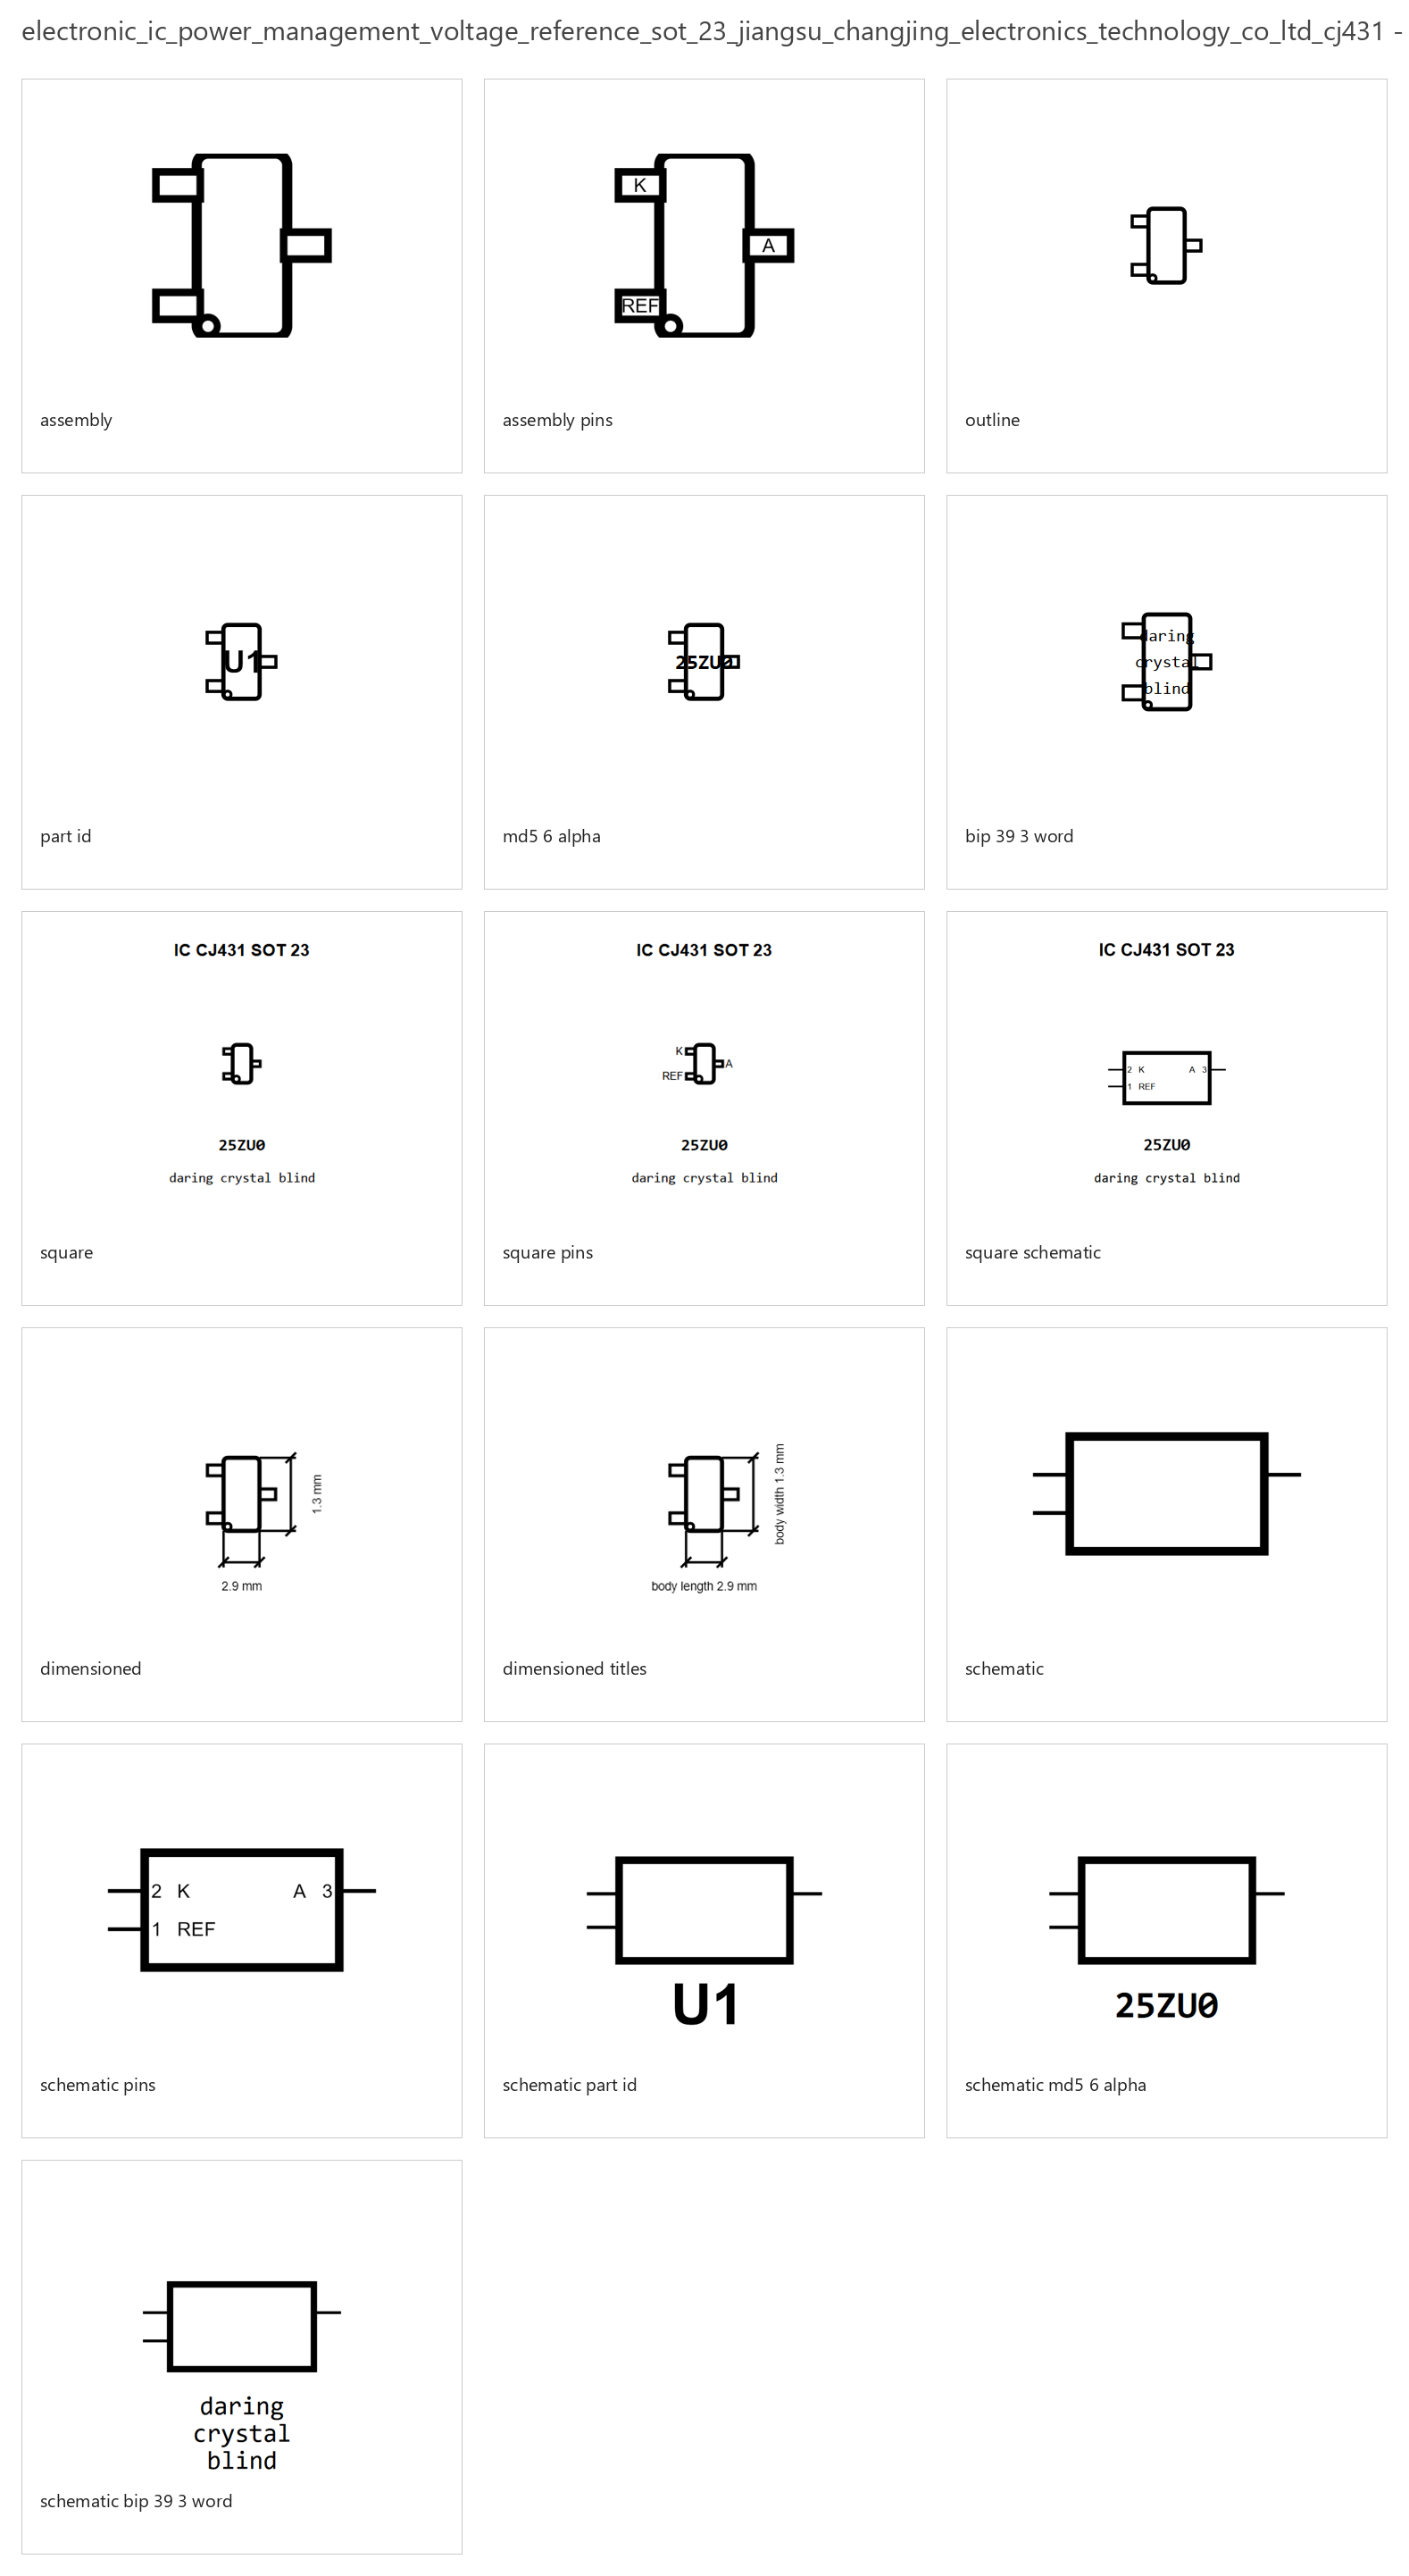 electronic_ic_power_management_voltage_reference_sot_23_jiangsu_changjing_electronics_technology_co_ltd_cj431 -
assembly
K
A
REF
assembly pins
outline
U1
part id
25ZU0
md5 6 alpha
daring
crystal
blind
bip 39 3 word
IC CJ431 SOT 23
25ZU0
daring crystal blind
square
IC CJ431 SOT 23
K
A
REF
25ZU0
daring crystal blind
square pins
IC CJ431 SOT 23
2 K A 3
1 REF
25ZU0
daring crystal blind
square schematic
1.3 mm
2.9 mm
dimensioned
body width 1.3 mm
body length 2.9 mm
dimensioned titles
schematic
2 K A 3
1 REF
schematic pins
U1
schematic part id
25ZU0
schematic md5 6 alpha
daring
crystal
blind
schematic bip 39 3 word